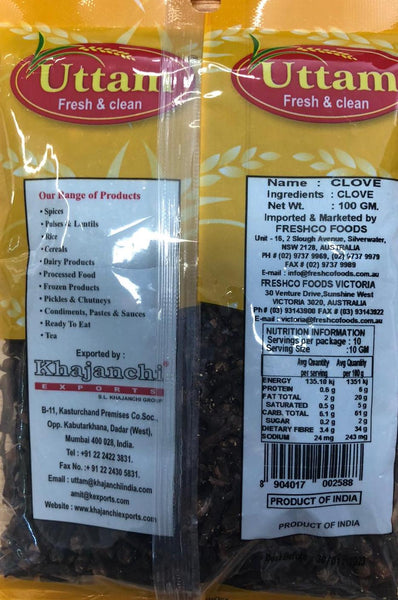 Uttam
Fresh & clean
Our Range of Products
• Spices
• Pulses & Lentils
• Rice
• Cereals
• Dairy Products
• Processed Food
• Frozen Products
• Pickles & Chutneys
• Condiments, Pastes & Sauces
• Ready To Eat
• Tea
Exported by :
Khajanchi®
EXPORTS
S.L. KHAJANCHI GROUP
B-11, Kasturchand Premises Co.Soc.,
Opp. Kabutarkhana, Dadar (West),
Mumbai 400 028, India.
Tel : +91 22 2422 3831.
Fax No. :+ 91 22 2430 5831.
Email : uttam@khajanchiindia.com
amit@kexports.com
Website : www.khajanchiexports.com
Uttam
Fresh & clean
Name : CLOVE
Ingredients : CLOVE
Net Wt. : 100 GM.
Imported & Marketed by
FRESHCO FOODS
Unit - 16, 2 Slough Avenue, Silverwater,
NSW 2128, AUSTRALIA
PH # (02) 9737 9969, (02) 9737 9979
FAX # (02) 9737 9989
E-mail : info@freshcofoods.com.au
FRESHCO FOODS VICTORIA
30 Venture Drive,Sunshine West
VICTORIA 3020, AUSTRALIA
Ph # (03) 93143908 FAX # (03) 93143922
E-mail : victoria@freshcofoods.com.au
NUTRITION INFORMATION
Servings per package : 10
Serving Size :10 GM
Avg Quantity Avg Quantity
per serving per 100 g
ENERGY 135.10 kj 1351 kj
PROTEIN 0.6 g 6 g
FAT TOTAL 2 g 20 g
SATURATED 0.5 g 5 g
CARB. TOTAL 6.1 g 61 g
SUGAR 0.2 g 2 g
DIETARY FIBRE 3.4 g 34 g
SODIUM 24 mg 243 mg
8 904017 002588
PRODUCT OF INDIA
PRODUCT OF INDIA
Best Before